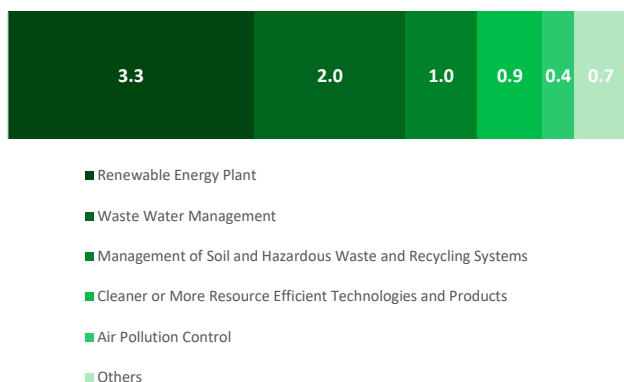 3.3 2.0 1.0 0.9 0.4 0.7
Renewable Energy Plant
Waste Water Management
Management of Soil and Hazardous Waste and Recycling Systems
Cleaner or More Resource Efficient Technologies and Products
Air Pollution Control
Others